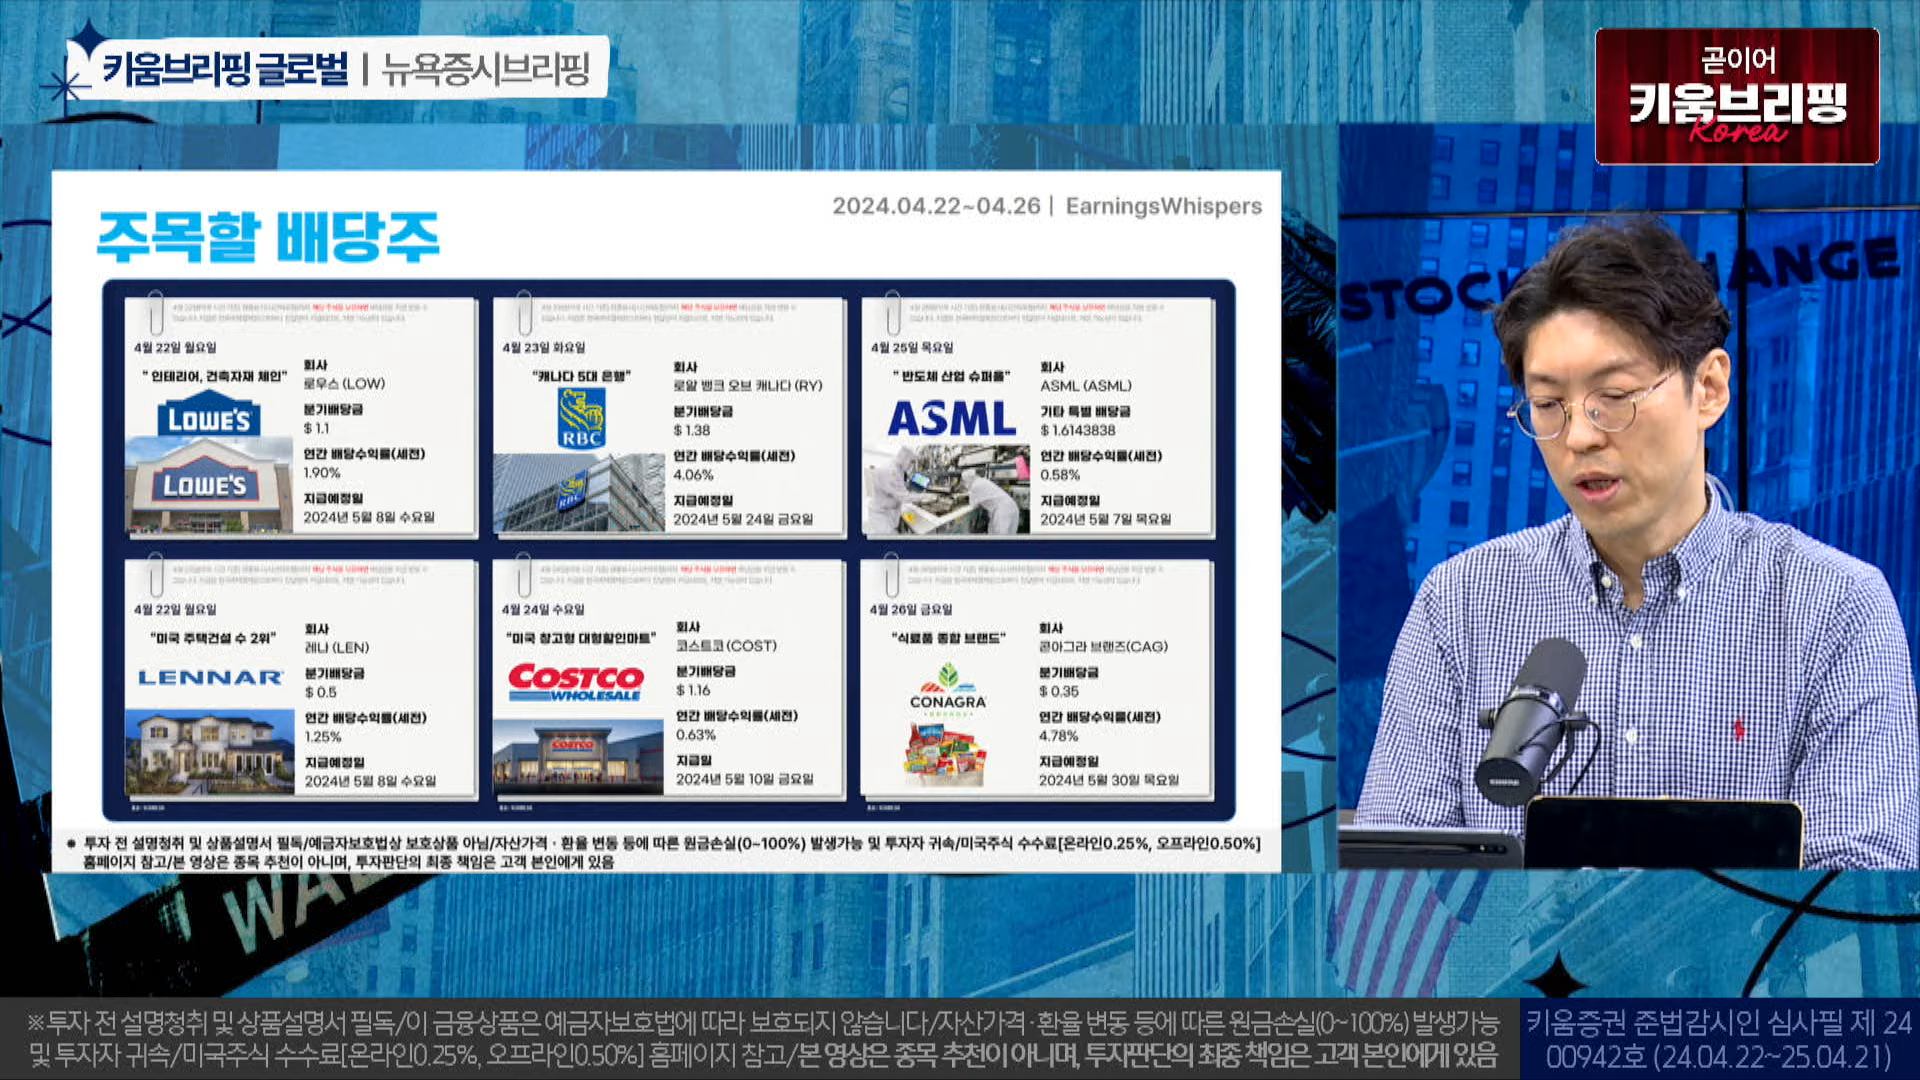 키움브리핑 글로벌 | 뉴욕증시브리핑
곧이어
키움브리핑
Korea
STOCK
HANGE
주목할 배당주
2024.04.22~04.26 | EarningsWhispers
4월 22일 월요일
" 인테리어, 건축자재 체인"
LOWE'S
LOWE'S
회사
로우스 (LOW)
분기배당금
$ 1.1
연간 배당수익률(세전)
1.90%
지급예정일
2024년 5월 8일 수요일
4월 23일 화요일
"캐나다 5대 은행"
RBC
RBC
회사
로얄 뱅크 오브 캐나다 (RY)
분기배당금
$ 1.38
연간 배당수익률(세전)
4.06%
지급예정일
2024년 5월 24일 금요일
4월 25일 목요일
" 반도체 산업 슈퍼을"
ASML
회사
ASML (ASML)
기타 특별 배당금
$ 1.6143838
연간 배당수익률(세전)
0.58%
지급예정일
2024년 5월 7일 목요일
4월 22일 월요일
"미국 주택건설 수 2위"
LENNAR
회사
레나 (LEN)
분기배당금
$ 0.5
연간 배당수익률(세전)
1.25%
지급예정일
2024년 5월 8일 수요일
4월 24일 수요일
"미국 창고형 대형할인마트"
COSTCO
WHOLESALE
COSTCO
회사
코스트코 (COST)
분기배당금
$ 1.16
연간 배당수익률(세전)
0.63%
지급일
2024년 5월 10일 금요일
4월 26일 금요일
"식료품 종합 브랜드"
CONAGRA
BRANDS
회사
콘아그라 브랜즈(CAG)
분기배당금
$ 0.35
연간 배당수익률(세전)
4.78%
지급예정일
2024년 5월 30일 목요일
※ 투자 전 설명청취 및 상품설명서 필독/예금자보호법상 보호상품 아님/자산가격 · 환율 변동 등에 따른 원금손실(0~100%) 발생가능 및 투자자 귀속/미국주식 수수료[온라인0.25%, 오프라인0.50%]
홈페이지 참고/본 영상은 종목 추천이 아니며, 투자판단의 최종 책임은 고객 본인에게 있음
WALL
※투자 전 설명청취 및 상품설명서 필독/이 금융상품은 예금자보호법에 따라 보호되지 않습니다/자산가격 · 환율 변동 등에 따른 원금손실(0~100%) 발생가능
및 투자자 귀속/미국주식 수수료[온라인0.25%, 오프라인0.50%] 홈페이지 참고/본 영상은 종목 추천이 아니며, 투자판단의 최종 책임은 고객 본인에게 있음
키움증권 준법감시인 심사필 제 24
00942호 (24.04.22~25.04.21)